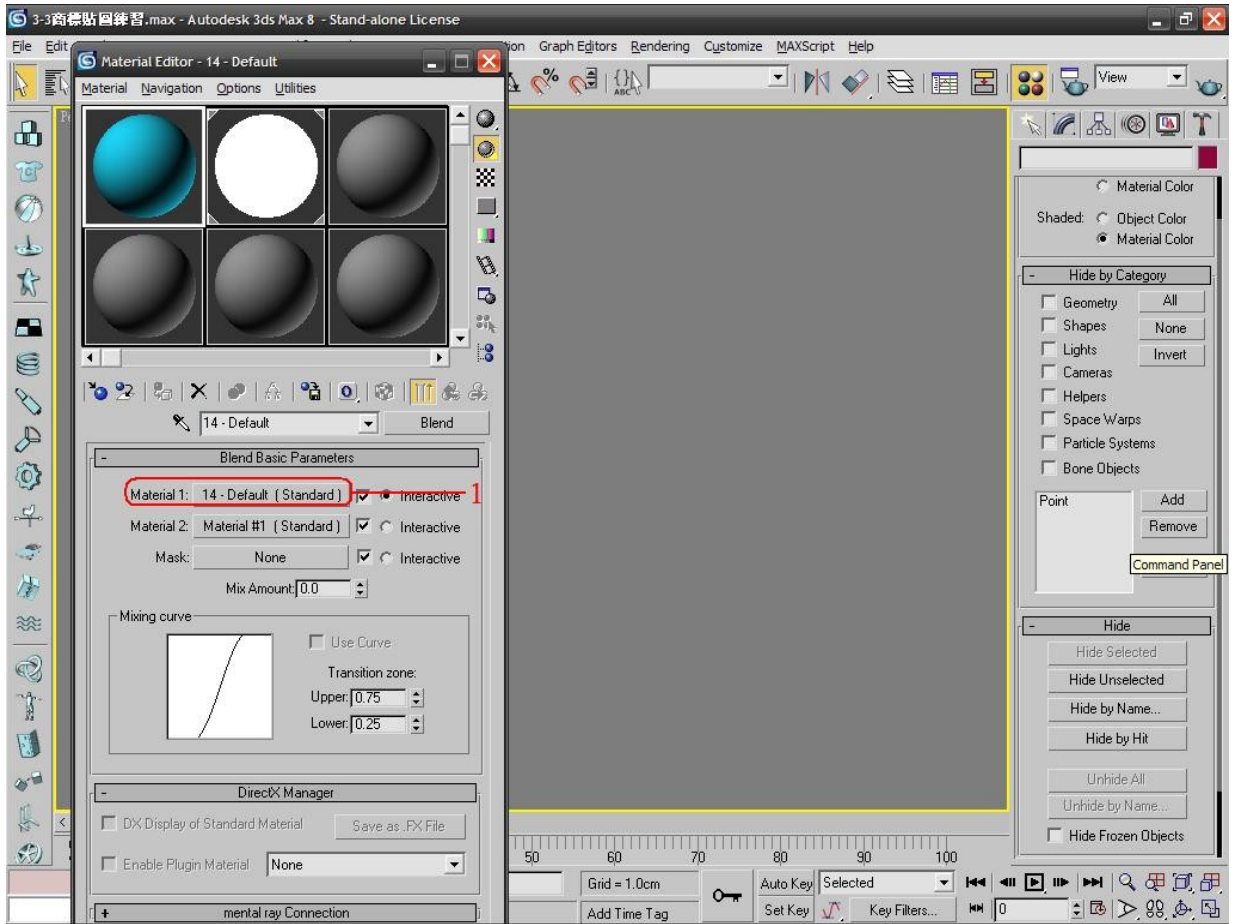 3-3商標貼圖練習.max - Autodesk 3ds Max 8 - Stand-alone License
File Edit
Graph Editors Rendering Customize MAXScript Help
Material Editor - 14 - Default
Material Navigation Options Utilities
ABC
View
14 - Default
Blend
- Blend Basic Parameters
Material 1: 14 - Default ( Standard ) Interactive 1
Material 2: Material #1 ( Standard ) Interactive
Mask: None Interactive
Mix Amount: 0.0
Mixing curve
Use Curve
Transition zone:
Upper: 0.75
Lower: 0.25
- DirectX Manager
DX Display of Standard Material Save as .FX File
Enable Plugin Material None
+ mental ray Connection
Material Color
Shaded: Object Color
Material Color
- Hide by Category
Geometry All
Shapes None
Lights Invert
Cameras
Helpers
Space Warps
Particle Systems
Bone Objects
Point Add
Remove
Command Panel
- Hide
Hide Selected
Hide Unselected
Hide by Name...
Hide by Hit
Unhide All
Unhide by Name...
Hide Frozen Objects
50 60 70 80 90 100
Grid = 1.0cm Auto Key Selected
Add Time Tag Set Key Key Filters... 0